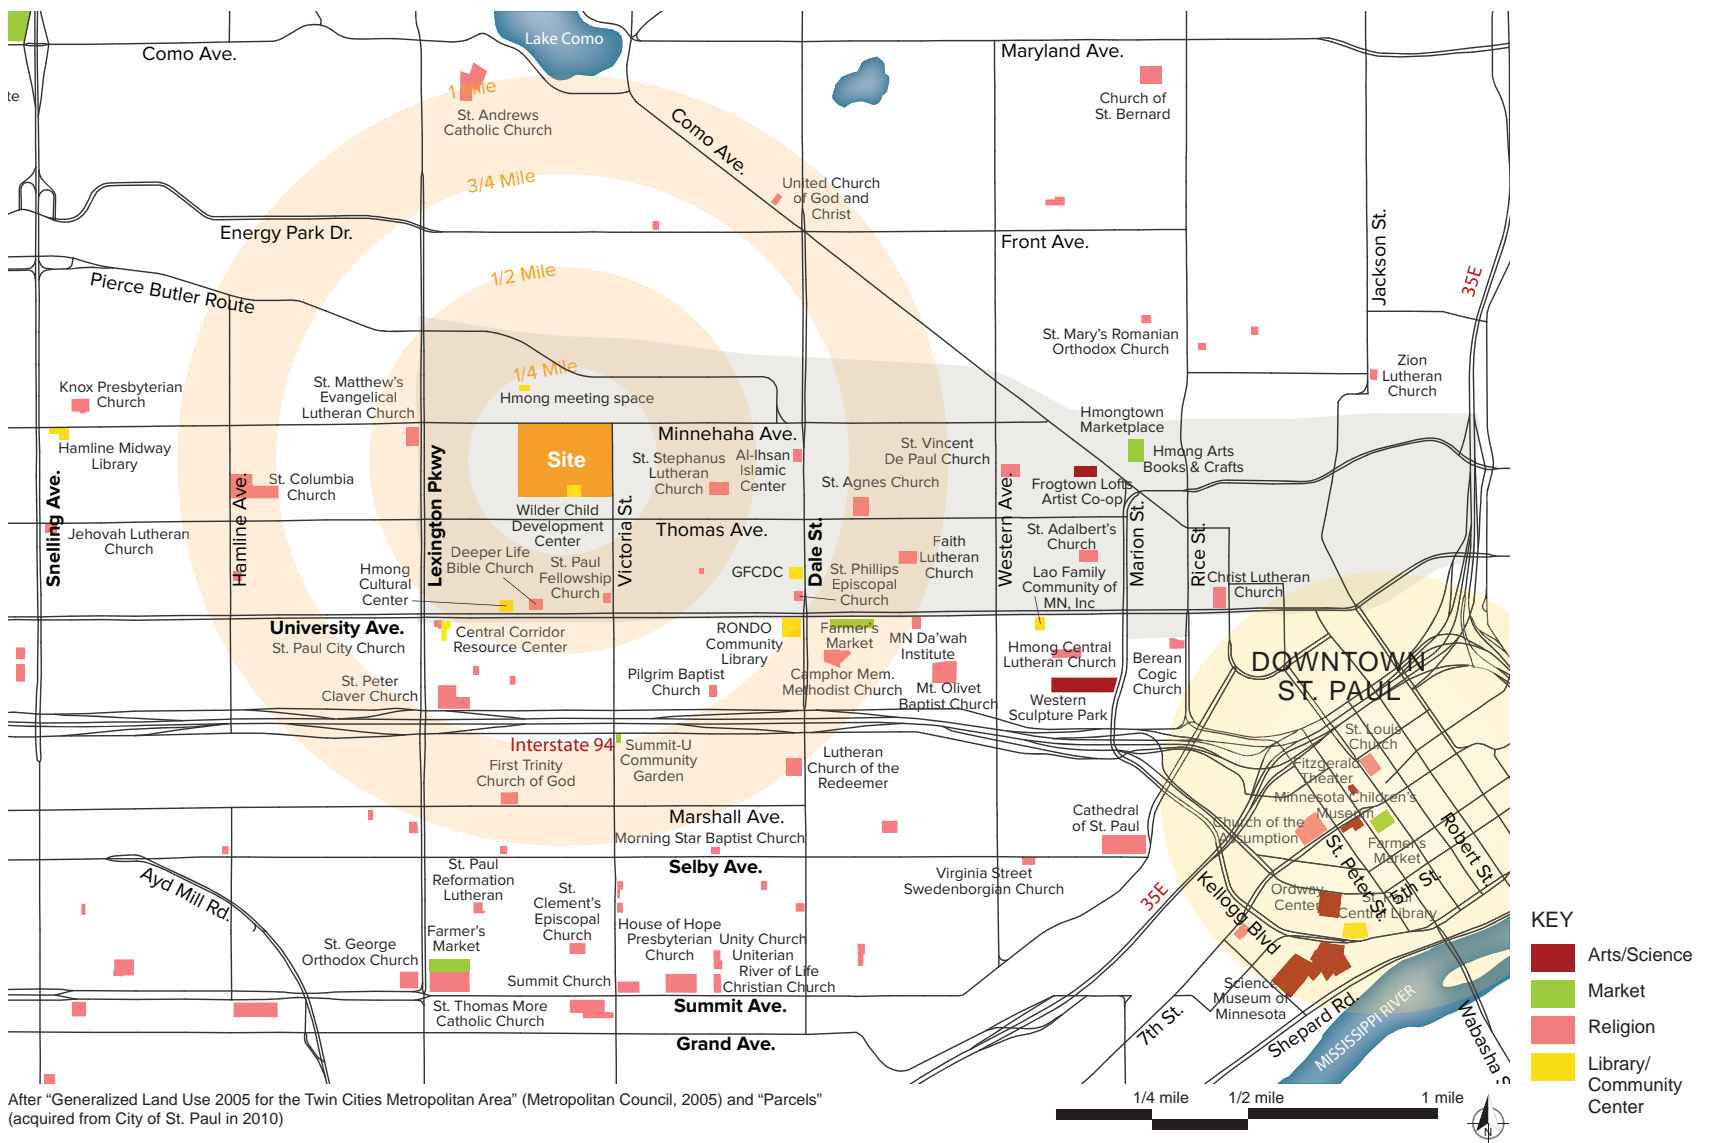 Lake Como
Como Ave.
Maryland Ave.
te
1 Mile
Church of
St. Bernard
St. Andrews
Catholic Church
Como Ave.
3/4 Mile
United Church
of God and
Christ
Energy Park Dr.
Front Ave.
Jackson St.
35E
1/2 Mile
Pierce Butler Route
St. Mary's Romanian
Orthodox Church
Zion
Lutheran
Church
1/4 Mile
Knox Presbyterian
Church
St. Matthew's
Evangelical
Lutheran Church
Hmong meeting space
Hmongtown
Marketplace
Minnehaha Ave.
Hamline Midway
Library
St. Vincent
De Paul Church
Hmong Arts
Books & Crafts
Site
St. Stephanus
Lutheran
Church
Al-Ihsan
Islamic
Center
St. Columbia
Church
St. Agnes Church
Frogtown Lofts
Artist Co-op
Snelling Ave.
Hamline Ave.
Lexington Pkwy
Victoria St.
Dale St.
Western Ave.
Marion St.
Rice St.
Wilder Child
Development
Center
Thomas Ave.
Jehovah Lutheran
Church
St. Adalbert's
Church
Deeper Life
Bible Church
St. Paul
Fellowship
Church
Faith
Lutheran
Church
Hmong
Cultural
Center
GFCDC
St. Phillips
Episcopal
Church
Lao Family
Community of
MN, Inc
Christ Lutheran
Church
University Ave.
St. Paul City Church
Central Corridor
Resource Center
RONDO
Community
Library
Farmer's
Market
MN Da'wah
Institute
Hmong Central
Lutheran Church
Berean
Cogic
Church
DOWNTOWN
ST. PAUL
St. Peter
Claver Church
Pilgrim Baptist
Church
Camphor Mem.
Methodist Church
Mt. Olivet
Baptist Church
Western
Sculpture Park
Interstate 94
Summit-U
Community
Garden
First Trinity
Church of God
Lutheran
Church of the
Redeemer
St. Louis
Church
Fitzgerald
Theater
Minnesota Children's
Museum
Marshall Ave.
Morning Star Baptist Church
Cathedral
of St. Paul
Church of the
Assumption
Farmer's
Market
Robert St.
Selby Ave.
St. Peter St.
5th St.
Ayd Mill Rd.
St. Paul
Reformation
Lutheran
Virginia Street
Swedenborgian Church
35E
Kellogg Blvd
Ordway
Center
St. Paul
Central Library
St.
Clement's
Episcopal
Church
House of Hope
Presbyterian
Church
Farmer's
Market
St. George
Orthodox Church
Unity Church
Uniterian
River of Life
Christian Church
Summit Church
Science
Museum of
Minnesota
St. Thomas More
Catholic Church
Summit Ave.
Grand Ave.
7th St.
Shepard Rd.
MISSISSIPPI RIVER
Wabasha S
KEY
Arts/Science
Market
Religion
Library/
Community
Center
After “Generalized Land Use 2005 for the Twin Cities Metropolitan Area” (Metropolitan Council, 2005) and “Parcels”
(acquired from City of St. Paul in 2010)
1/4 mile
1/2 mile
1 mile
N